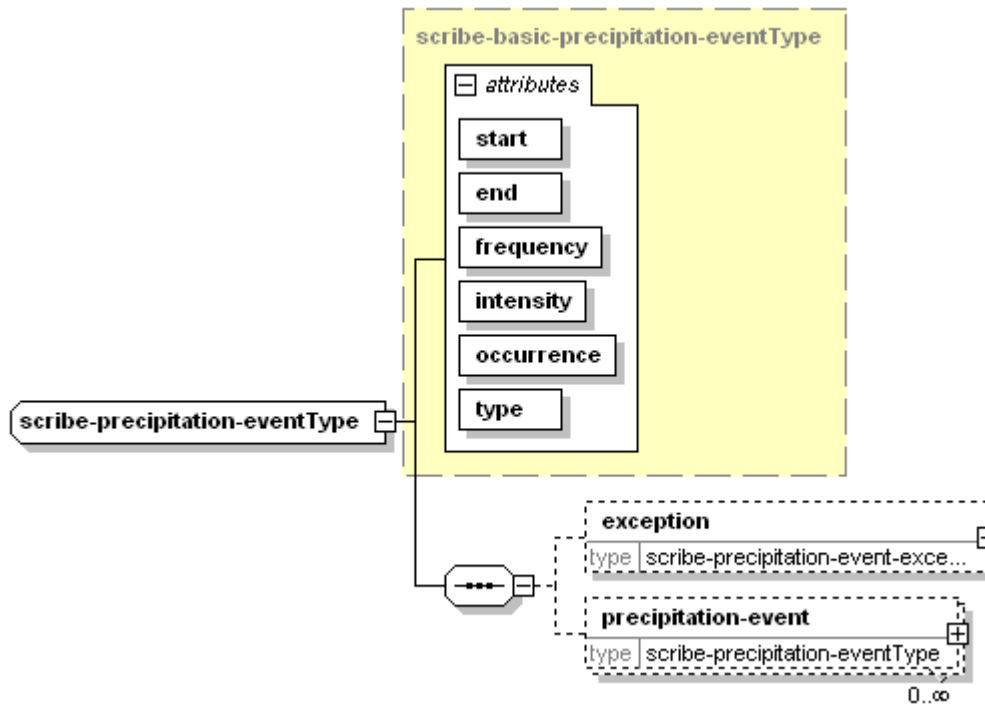 scribe-basic-precipitation-eventType
attributes
start
end
frequency
intensity
occurrence
type
scribe-precipitation-eventType
exception
type scribe-precipitation-event-exce...
precipitation-event
type scribe-precipitation-eventType
0..∞